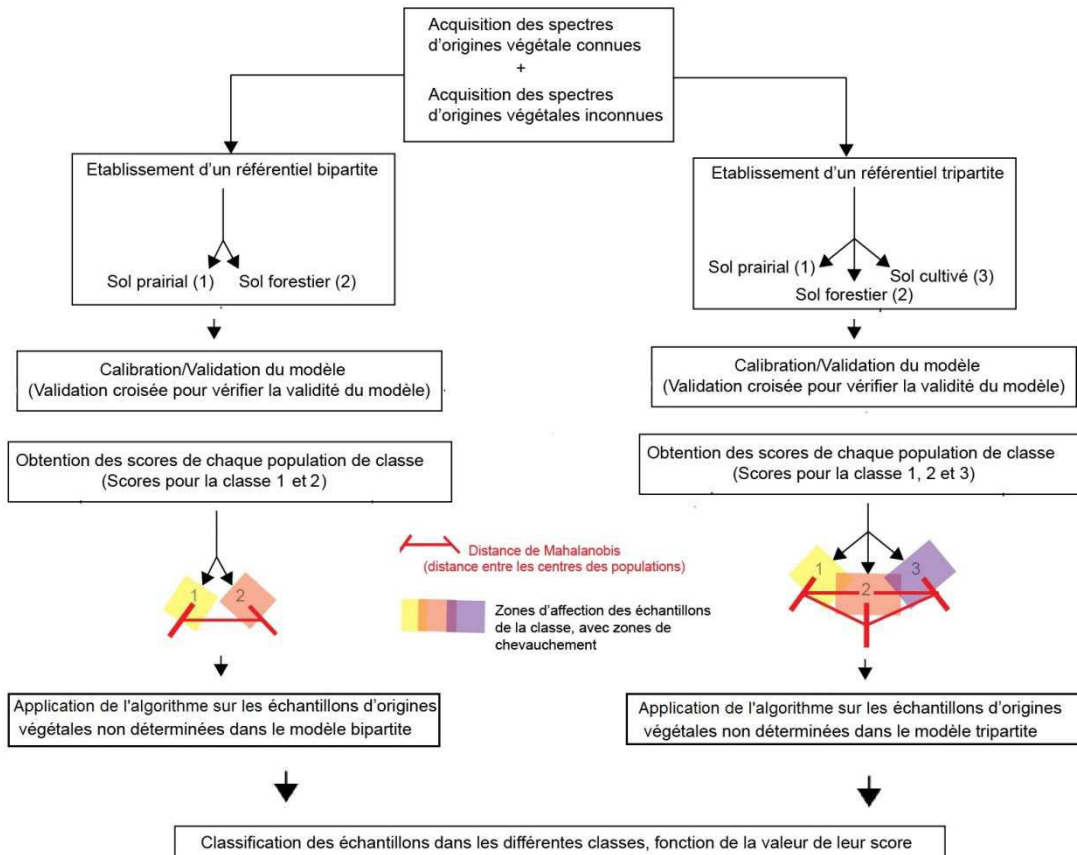 Acquisition des spectres
d'origines végétale connues
+
Acquisition des spectres
d'origines végétales inconnues
Etablissement d'un référentiel bipartite
Sol prairial (1)
Sol forestier (2)
Calibration/Validation du modèle
(Validation croisée pour vérifier la validité du modèle)
Obtention des scores de chaque population de classe
(Scores pour la classe 1 et 2)
1
2
Application de l'algorithme sur les échantillons d'origines
végétales non déterminées dans le modèle bipartite
Distance de Mahalanobis
(distance entre les centres des populations)
Zones d'affection des échantillons
de la classe, avec zones de
chevauchement
Etablissement d'un référentiel tripartite
Sol prairial (1)
Sol cultivé (3)
Sol forestier (2)
Calibration/Validation du modèle
(Validation croisée pour vérifier la validité du modèle)
Obtention des scores de chaque population de classe
(Scores pour la classe 1, 2 et 3)
1
2
3
Application de l'algorithme sur les échantillons d'origines
végétales non déterminées dans le modèle tripartite
Classification des échantillons dans les différentes classes, fonction de la valeur de leur score